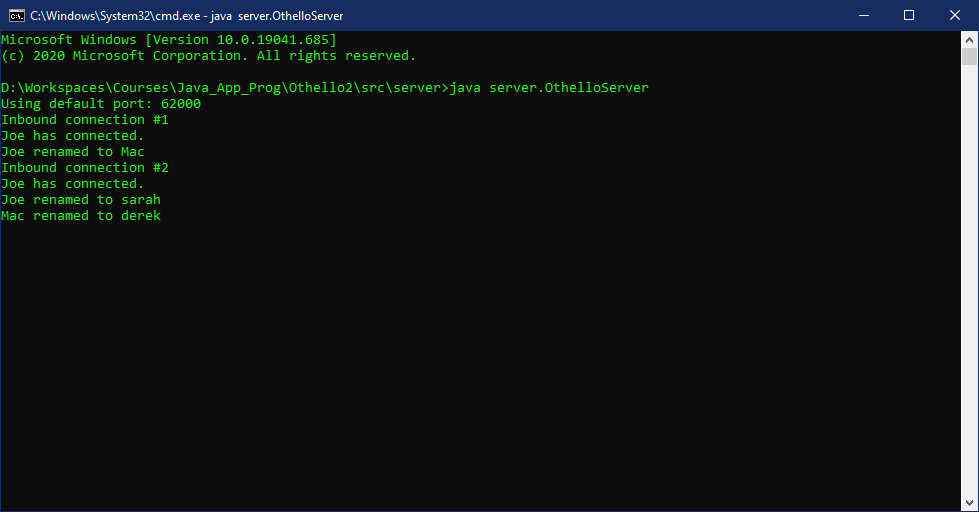 C:\Windows\System32\cmd.exe - java  server.OthelloServer
Microsoft Windows [Version 10.0.19041.685]
(c) 2020 Microsoft Corporation. All rights reserved.
D:\Workspaces\Courses\Java_App_Prog\Othello2\src\server>java server.OthelloServer
Using default port: 62000
Inbound connection #1
Joe has connected.
Joe renamed to Mac
Inbound connection #2
Joe has connected.
Joe renamed to sarah
Mac renamed to derek